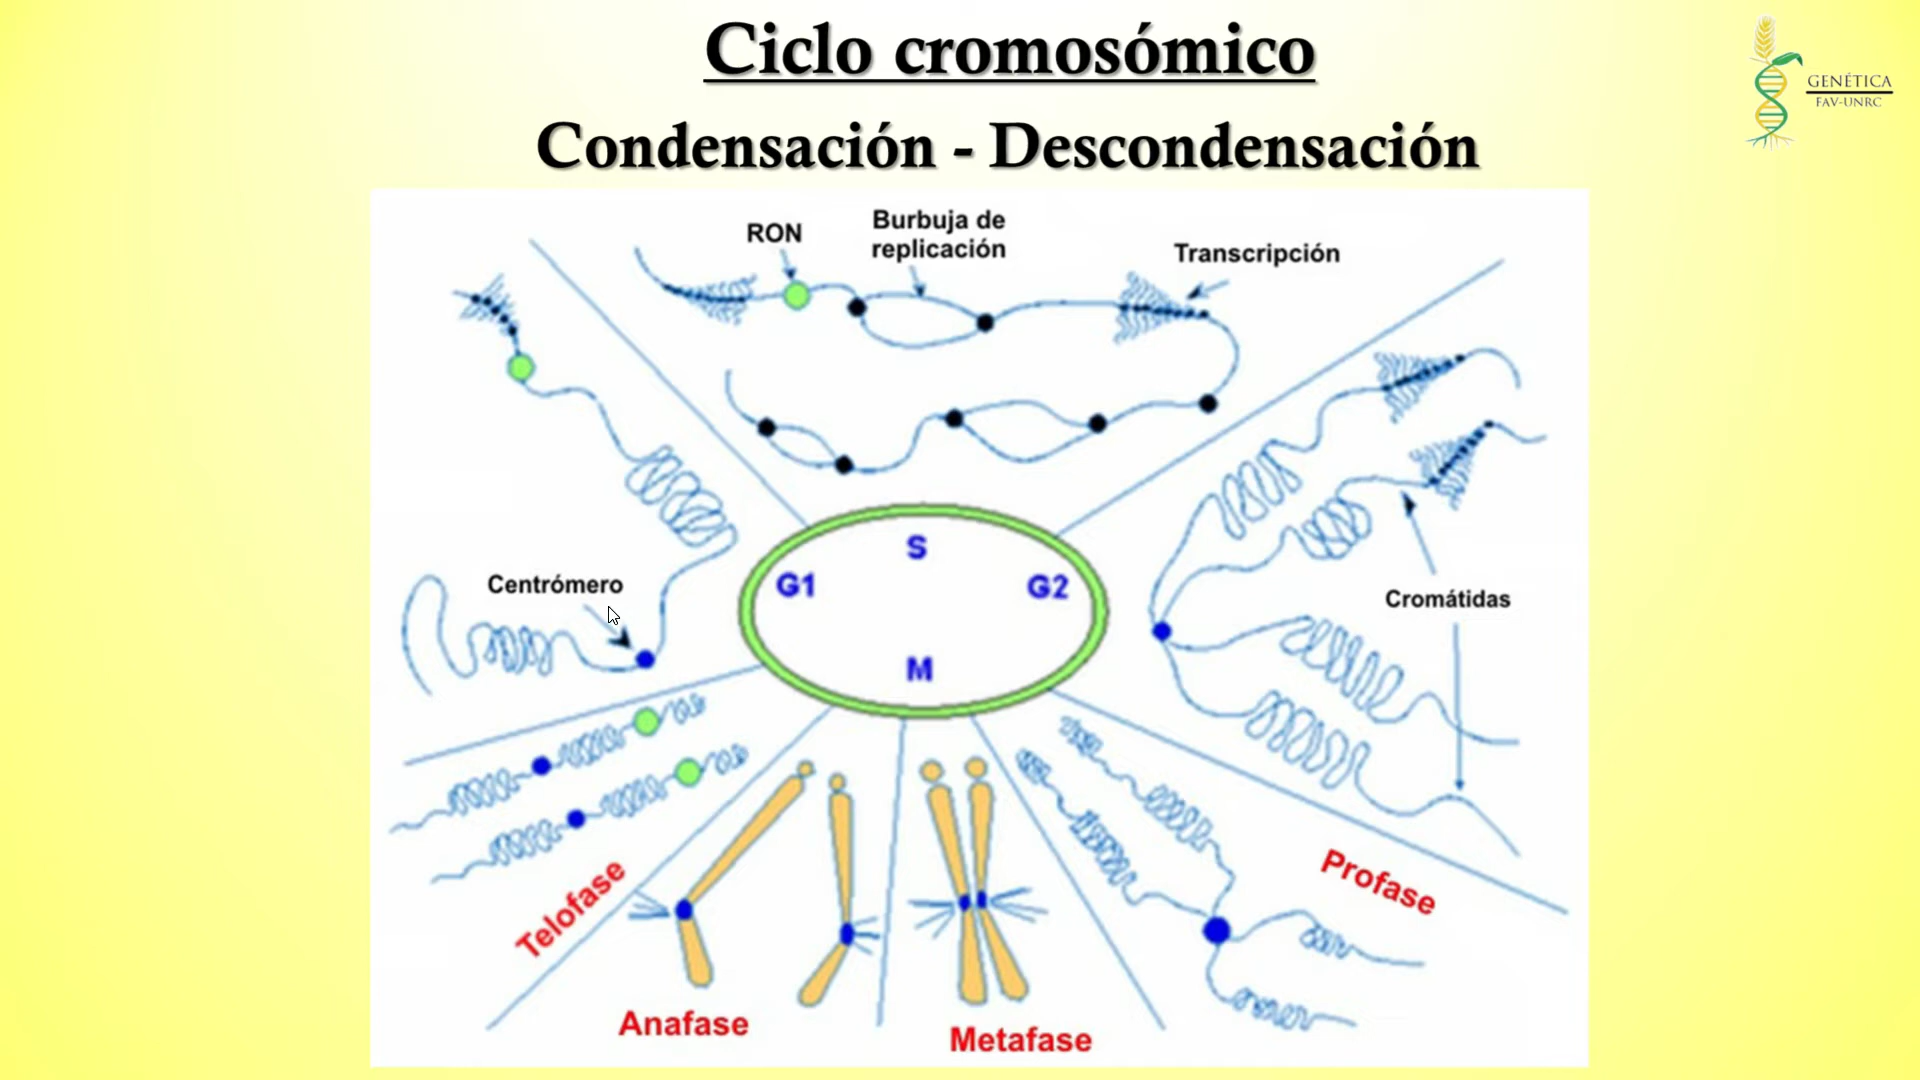 Ciclo cromosómico
Condensación - Descondensación
GENÉTICA
FAV-UNRC
RON
Burbuja de
replicación
Transcripción
Centrómero
S
G1
G2
M
Cromátidas
Profase
Telofase
Anafase
Metafase